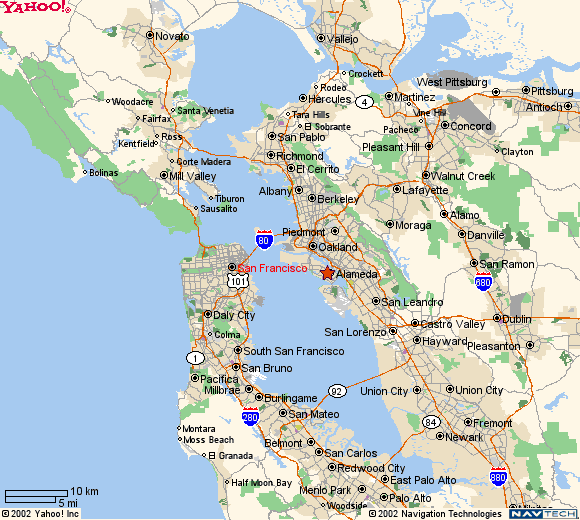 YAHOO!
Novato
Vallejo
Crockett
Rodeo
Hercules
4
Martinez
West Pittsburg
Pittsburg
Antioch
Woodacre
Santa Venetia
Fairfax
Tara Hills
Vine Hill
El Sobrante
Pacheco
Concord
Ross
San Pablo
Kentfield
Pleasant Hill
Clayton
Richmond
Corte Madera
El Cerrito
Bolinas
Mill Valley
Walnut Creek
Albany
Lafayette
Tiburon
Berkeley
Sausalito
Alamo
Moraga
Piedmont
Danville
80
Oakland
San Francisco
San Ramon
Alameda
101
680
San Leandro
Daly City
Dublin
Castro Valley
Colma
San Lorenzo
Hayward
Pleasanton
South San Francisco
1
San Bruno
Pacifica
Millbrae
92
Union City
Union City
Burlingame
San Mateo
280
84
Fremont
Montara
Moss Beach
Belmont
Newark
San Carlos
El Granada
Redwood City
880
Half Moon Bay
East Palo Alto
Menlo Park
Palo Alto
Woodside
10 km
5 mi
© 2002 Yahoo! Inc
© 2002 Navigation Technologies
NAVTECH